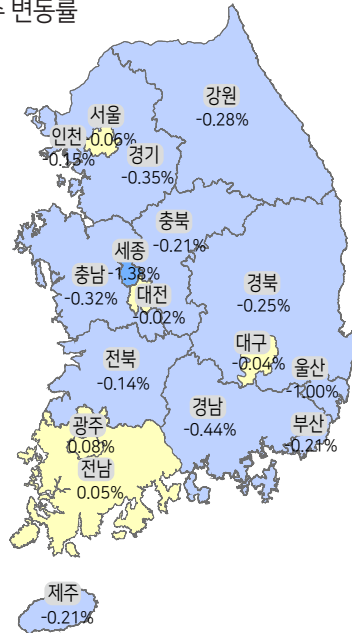 변동률
강원
-0.28%
서울
-0.06%
인천
-0.15%
경기
-0.35%
충북
-0.21%
세종
-1.38%
충남
-0.32%
대전
-0.02%
경북
-0.25%
대구
-0.04%
전북
-0.14%
울산
-1.00%
경남
-0.44%
부산
-0.21%
광주
0.08%
전남
0.05%
제주
-0.21%